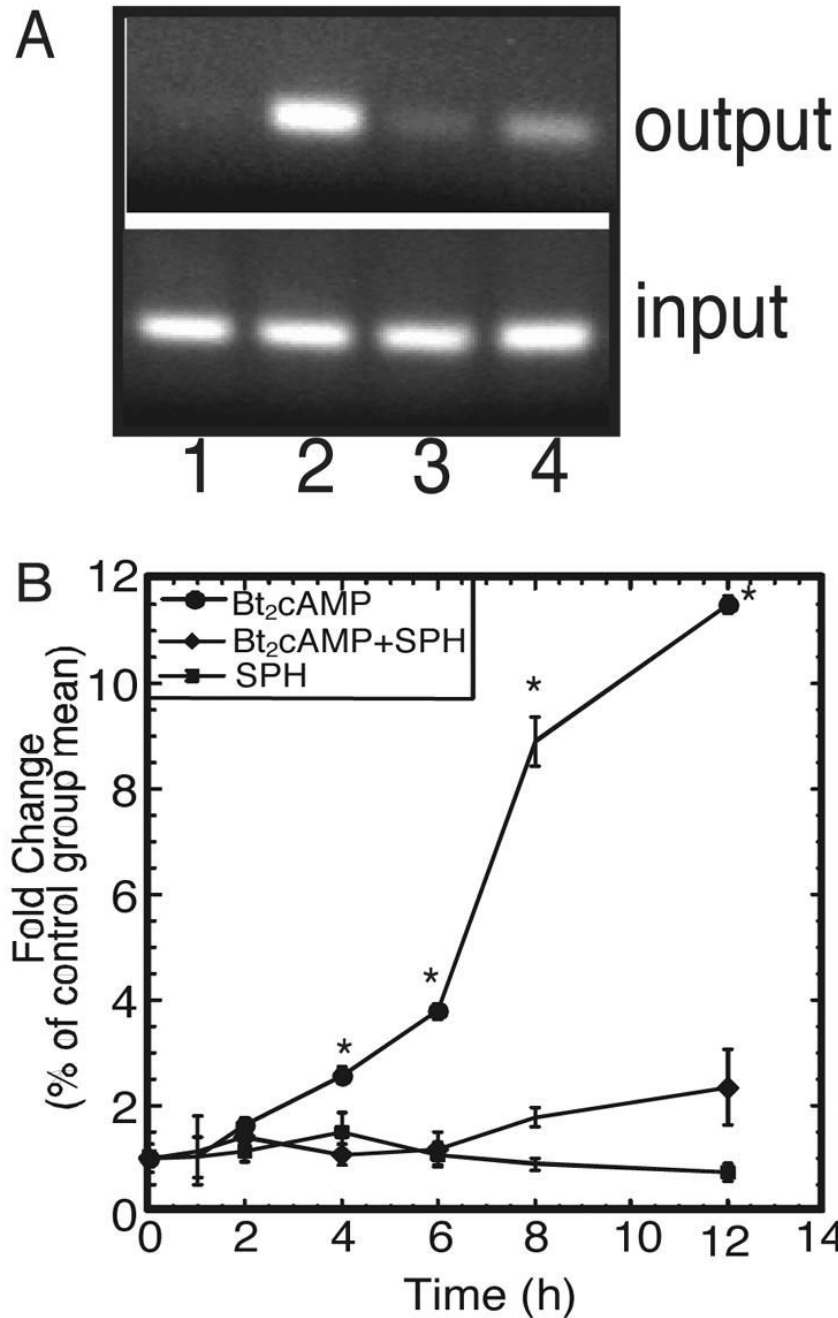 A
output
input
1 2 3 4
B
Bt₂cAMP
Bt₂cAMP+SPH
SPH
Fold Change
(% of control group mean)
12
10
8
6
4
2
0
* * * *
0 2 4 6 8 10 12 14
Time (h)